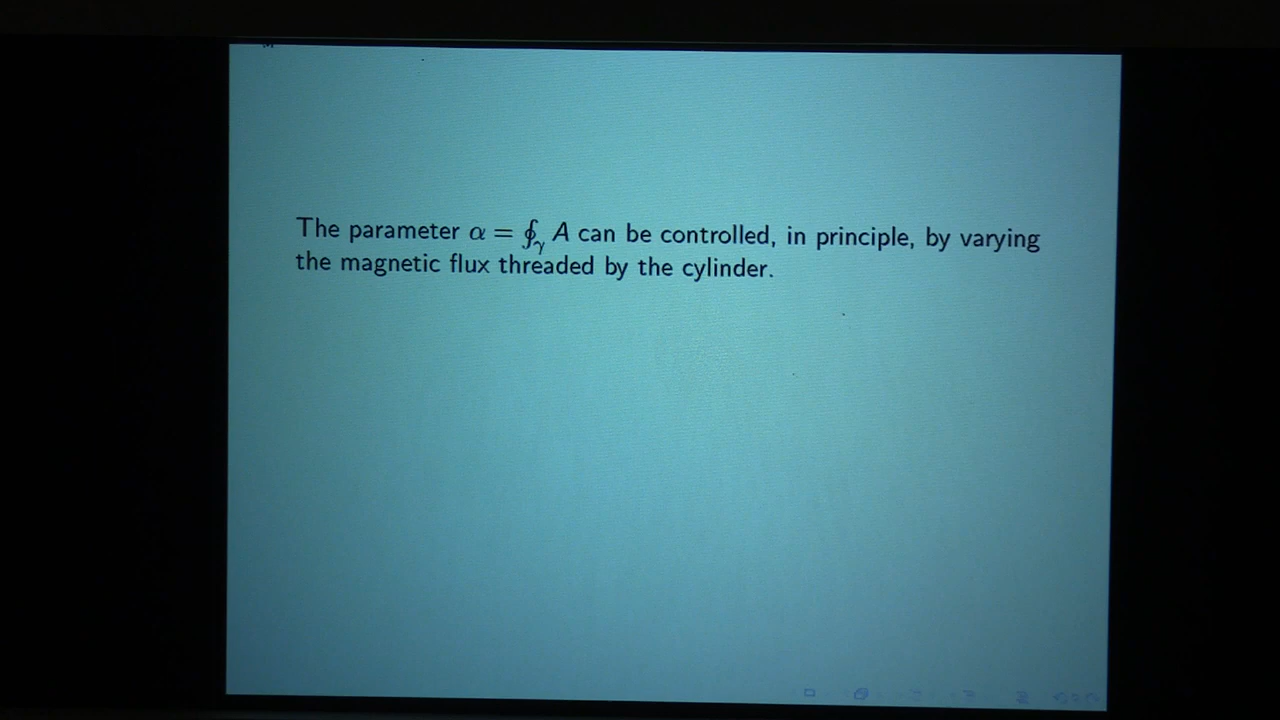 The parameter α = ∮_γ A can be controlled, in principle, by varying
the magnetic flux threaded by the cylinder.